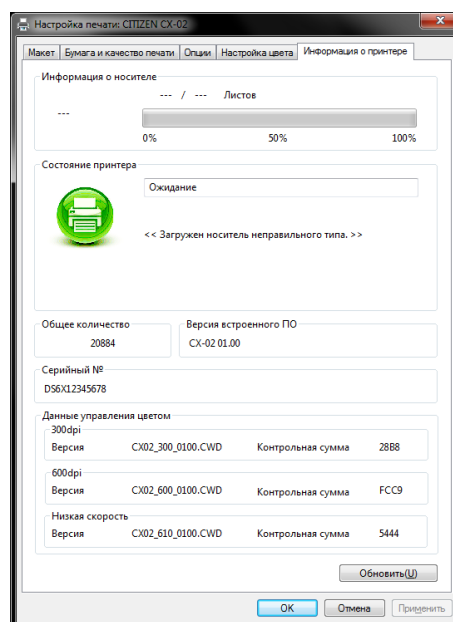 Настройка печати: CITIZEN CX-02
Макет Бумага и качество печати Опции Настройка цвета Информация о принтере
Информация о носителе
--- / --- Листов
---
0% 50% 100%
Состояние принтера
Ожидание
<< Загружен носитель неправильного типа. >>
Общее количество Версия встроенного ПО
20884 CX-02 01.00
Серийный №
DS6X12345678
Данные управления цветом
300dpi
Версия CX02_300_0100.CWD Контрольная сумма 28B8
600dpi
Версия CX02_600_0100.CWD Контрольная сумма FCC9
Низкая скорость
Версия CX02_610_0100.CWD Контрольная сумма 5444
Обновить(U)
OK Отмена Применить